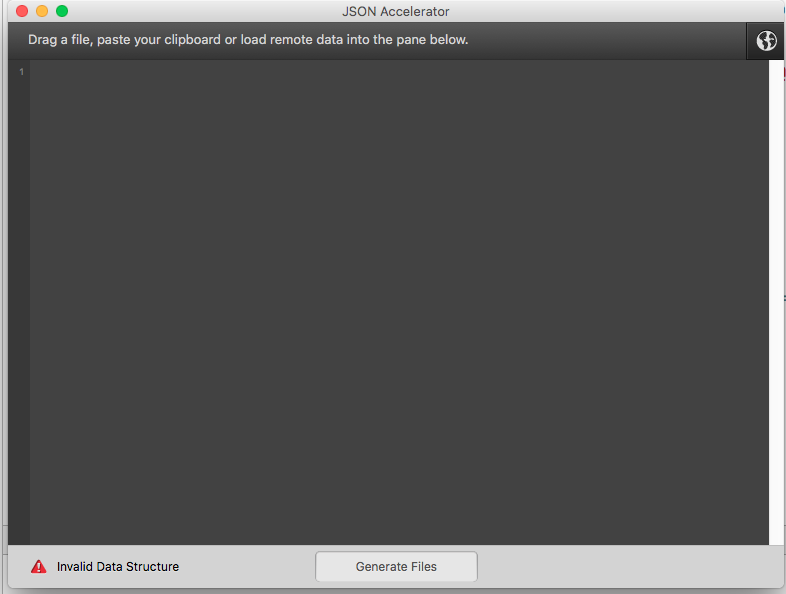 JSON Accelerator
Drag a file, paste your clipboard or load remote data into the pane below.
1
Invalid Data Structure
Generate Files